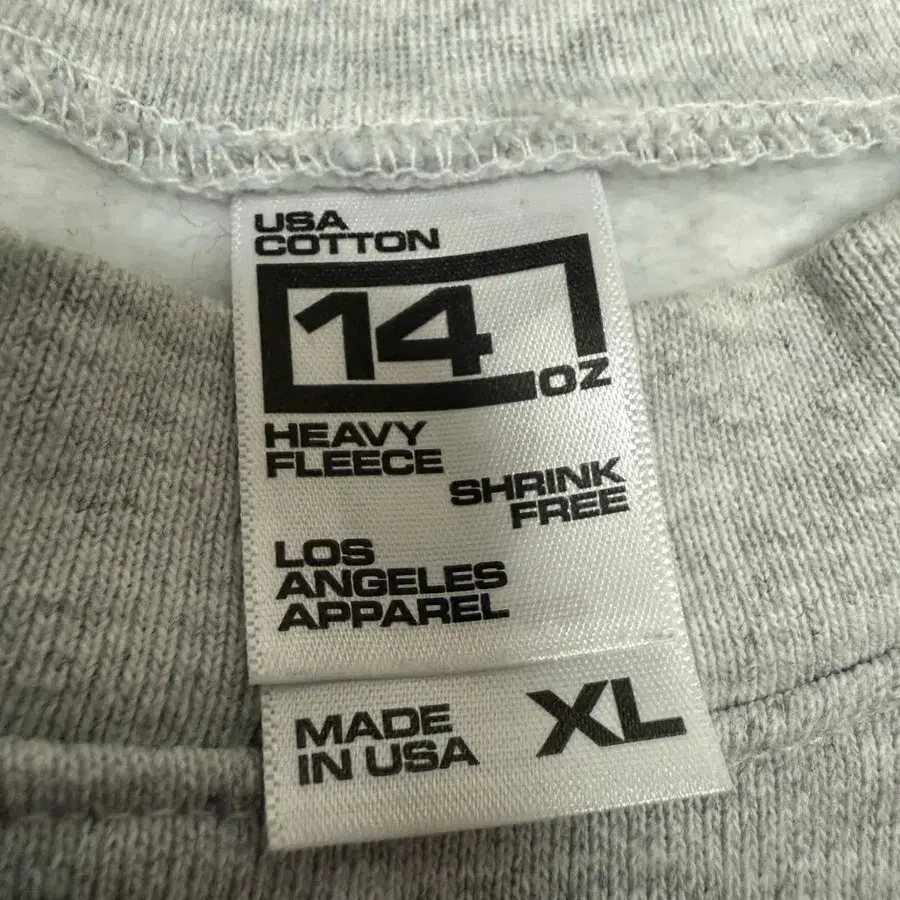 USA
COTTON
14
OZ
HEAVY
FLEECE
SHRINK
FREE
LOS
ANGELES
APPAREL
MADE
IN USA
XL